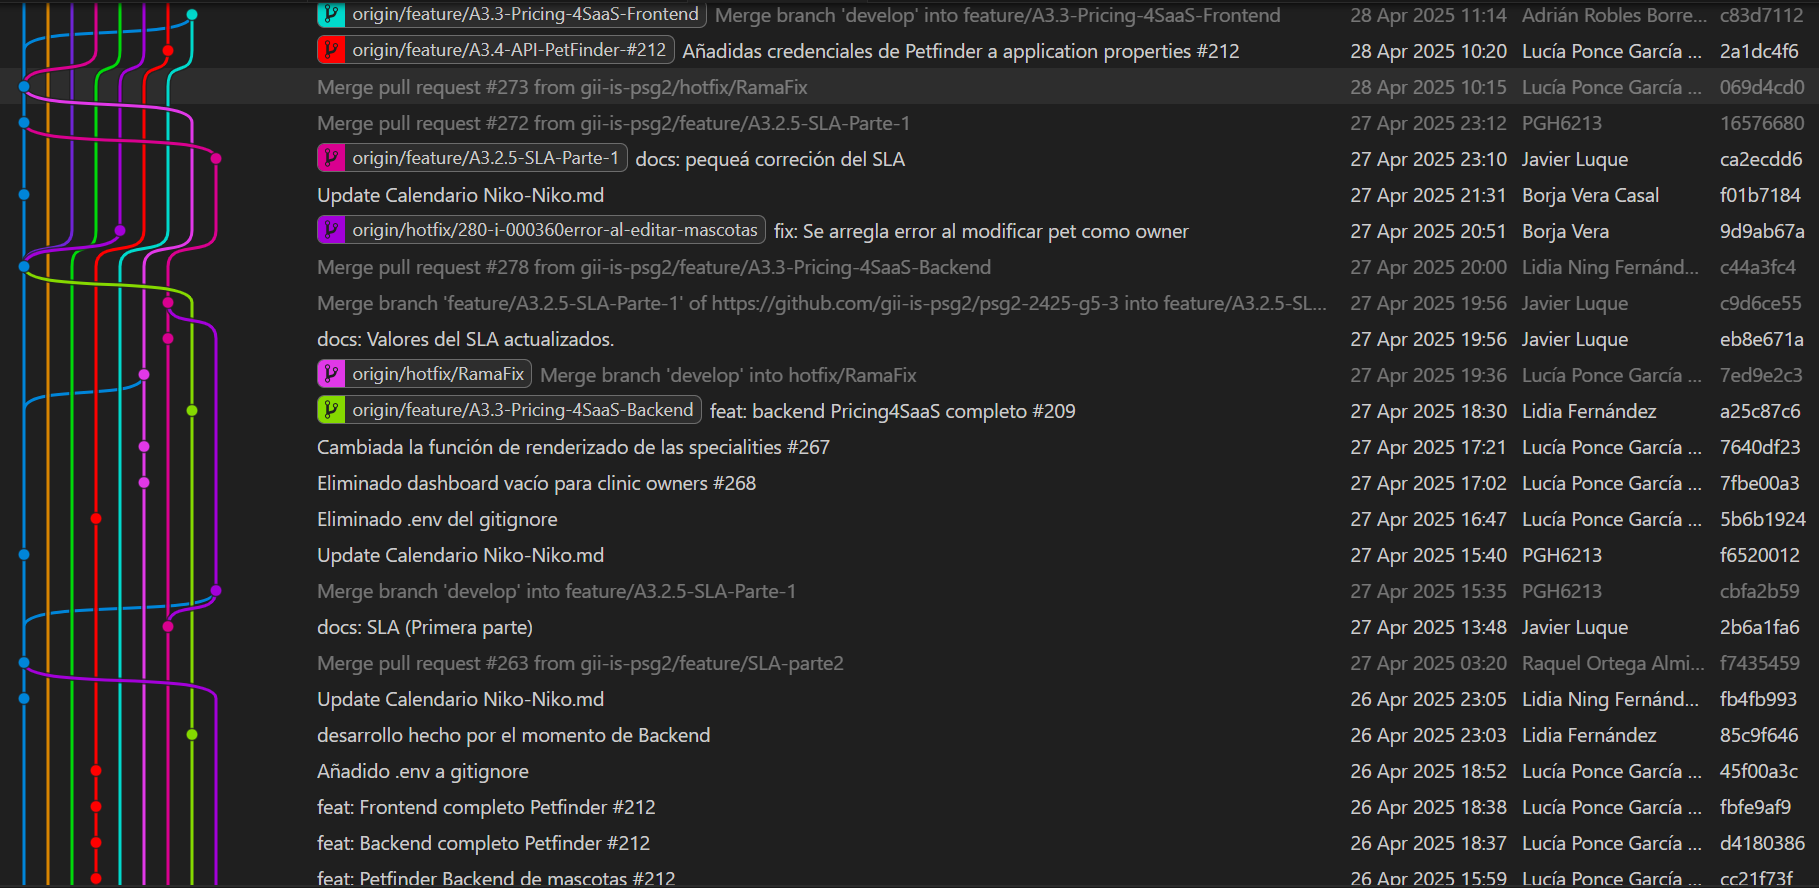 origin/feature/A3.3-Pricing-4SaaS-Frontend Merge branch 'develop' into feature/A3.3-Pricing-4SaaS-Frontend 28 Apr 2025 11:14 Adrián Robles Borre... c83d7112
origin/feature/A3.4-API-PetFinder-#212 Añadidas credenciales de Petfinder a application properties #212 28 Apr 2025 10:20 Lucía Ponce García ... 2a1dc4f6
Merge pull request #273 from gii-is-psg2/hotfix/RamaFix 28 Apr 2025 10:15 Lucía Ponce García ... 069d4cd0
Merge pull request #272 from gii-is-psg2/feature/A3.2.5-SLA-Parte-1 27 Apr 2025 23:12 PGH6213 16576680
origin/feature/A3.2.5-SLA-Parte-1 docs: pequeá correción del SLA 27 Apr 2025 23:10 Javier Luque ca2ecdd6
Update Calendario Niko-Niko.md 27 Apr 2025 21:31 Borja Vera Casal f01b7184
origin/hotfix/280-i-000360error-al-editar-mascotas fix: Se arregla error al modificar pet como owner 27 Apr 2025 20:51 Borja Vera 9d9ab67a
Merge pull request #278 from gii-is-psg2/feature/A3.3-Pricing-4SaaS-Backend 27 Apr 2025 20:00 Lidia Ning Fernánd... c44a3fc4
Merge branch 'feature/A3.2.5-SLA-Parte-1' of https://github.com/gii-is-psg2/psg2-2425-g5-3 into feature/A3.2.5-SL... 27 Apr 2025 19:56 Javier Luque c9d6ce55
docs: Valores del SLA actualizados. 27 Apr 2025 19:56 Javier Luque eb8e671a
origin/hotfix/RamaFix Merge branch 'develop' into hotfix/RamaFix 27 Apr 2025 19:36 Lucía Ponce García ... 7ed9e2c3
origin/feature/A3.3-Pricing-4SaaS-Backend feat: backend Pricing4SaaS completo #209 27 Apr 2025 18:30 Lidia Fernández a25c87c6
Cambiada la función de renderizado de las specialities #267 27 Apr 2025 17:21 Lucía Ponce García ... 7640df23
Eliminado dashboard vacío para clinic owners #268 27 Apr 2025 17:02 Lucía Ponce García ... 7fbe00a3
Eliminado .env del gitignore 27 Apr 2025 16:47 Lucía Ponce García ... 5b6b1924
Update Calendario Niko-Niko.md 27 Apr 2025 15:40 PGH6213 f6520012
Merge branch 'develop' into feature/A3.2.5-SLA-Parte-1 27 Apr 2025 15:35 PGH6213 cbfa2b59
docs: SLA (Primera parte) 27 Apr 2025 13:48 Javier Luque 2b6a1fa6
Merge pull request #263 from gii-is-psg2/feature/SLA-parte2 27 Apr 2025 03:20 Raquel Ortega Almi... f7435459
Update Calendario Niko-Niko.md 26 Apr 2025 23:05 Lidia Ning Fernánd... fb4fb993
desarrollo hecho por el momento de Backend 26 Apr 2025 23:03 Lidia Fernández 85c9f646
Añadido .env a gitignore 26 Apr 2025 18:52 Lucía Ponce García ... 45f00a3c
feat: Frontend completo Petfinder #212 26 Apr 2025 18:38 Lucía Ponce García ... fbfe9af9
feat: Backend completo Petfinder #212 26 Apr 2025 18:37 Lucía Ponce García ... d4180386
feat: Petfinder Backend de mascotas #212 26 Apr 2025 15:59 Lucía Ponce García ... cc21f73f